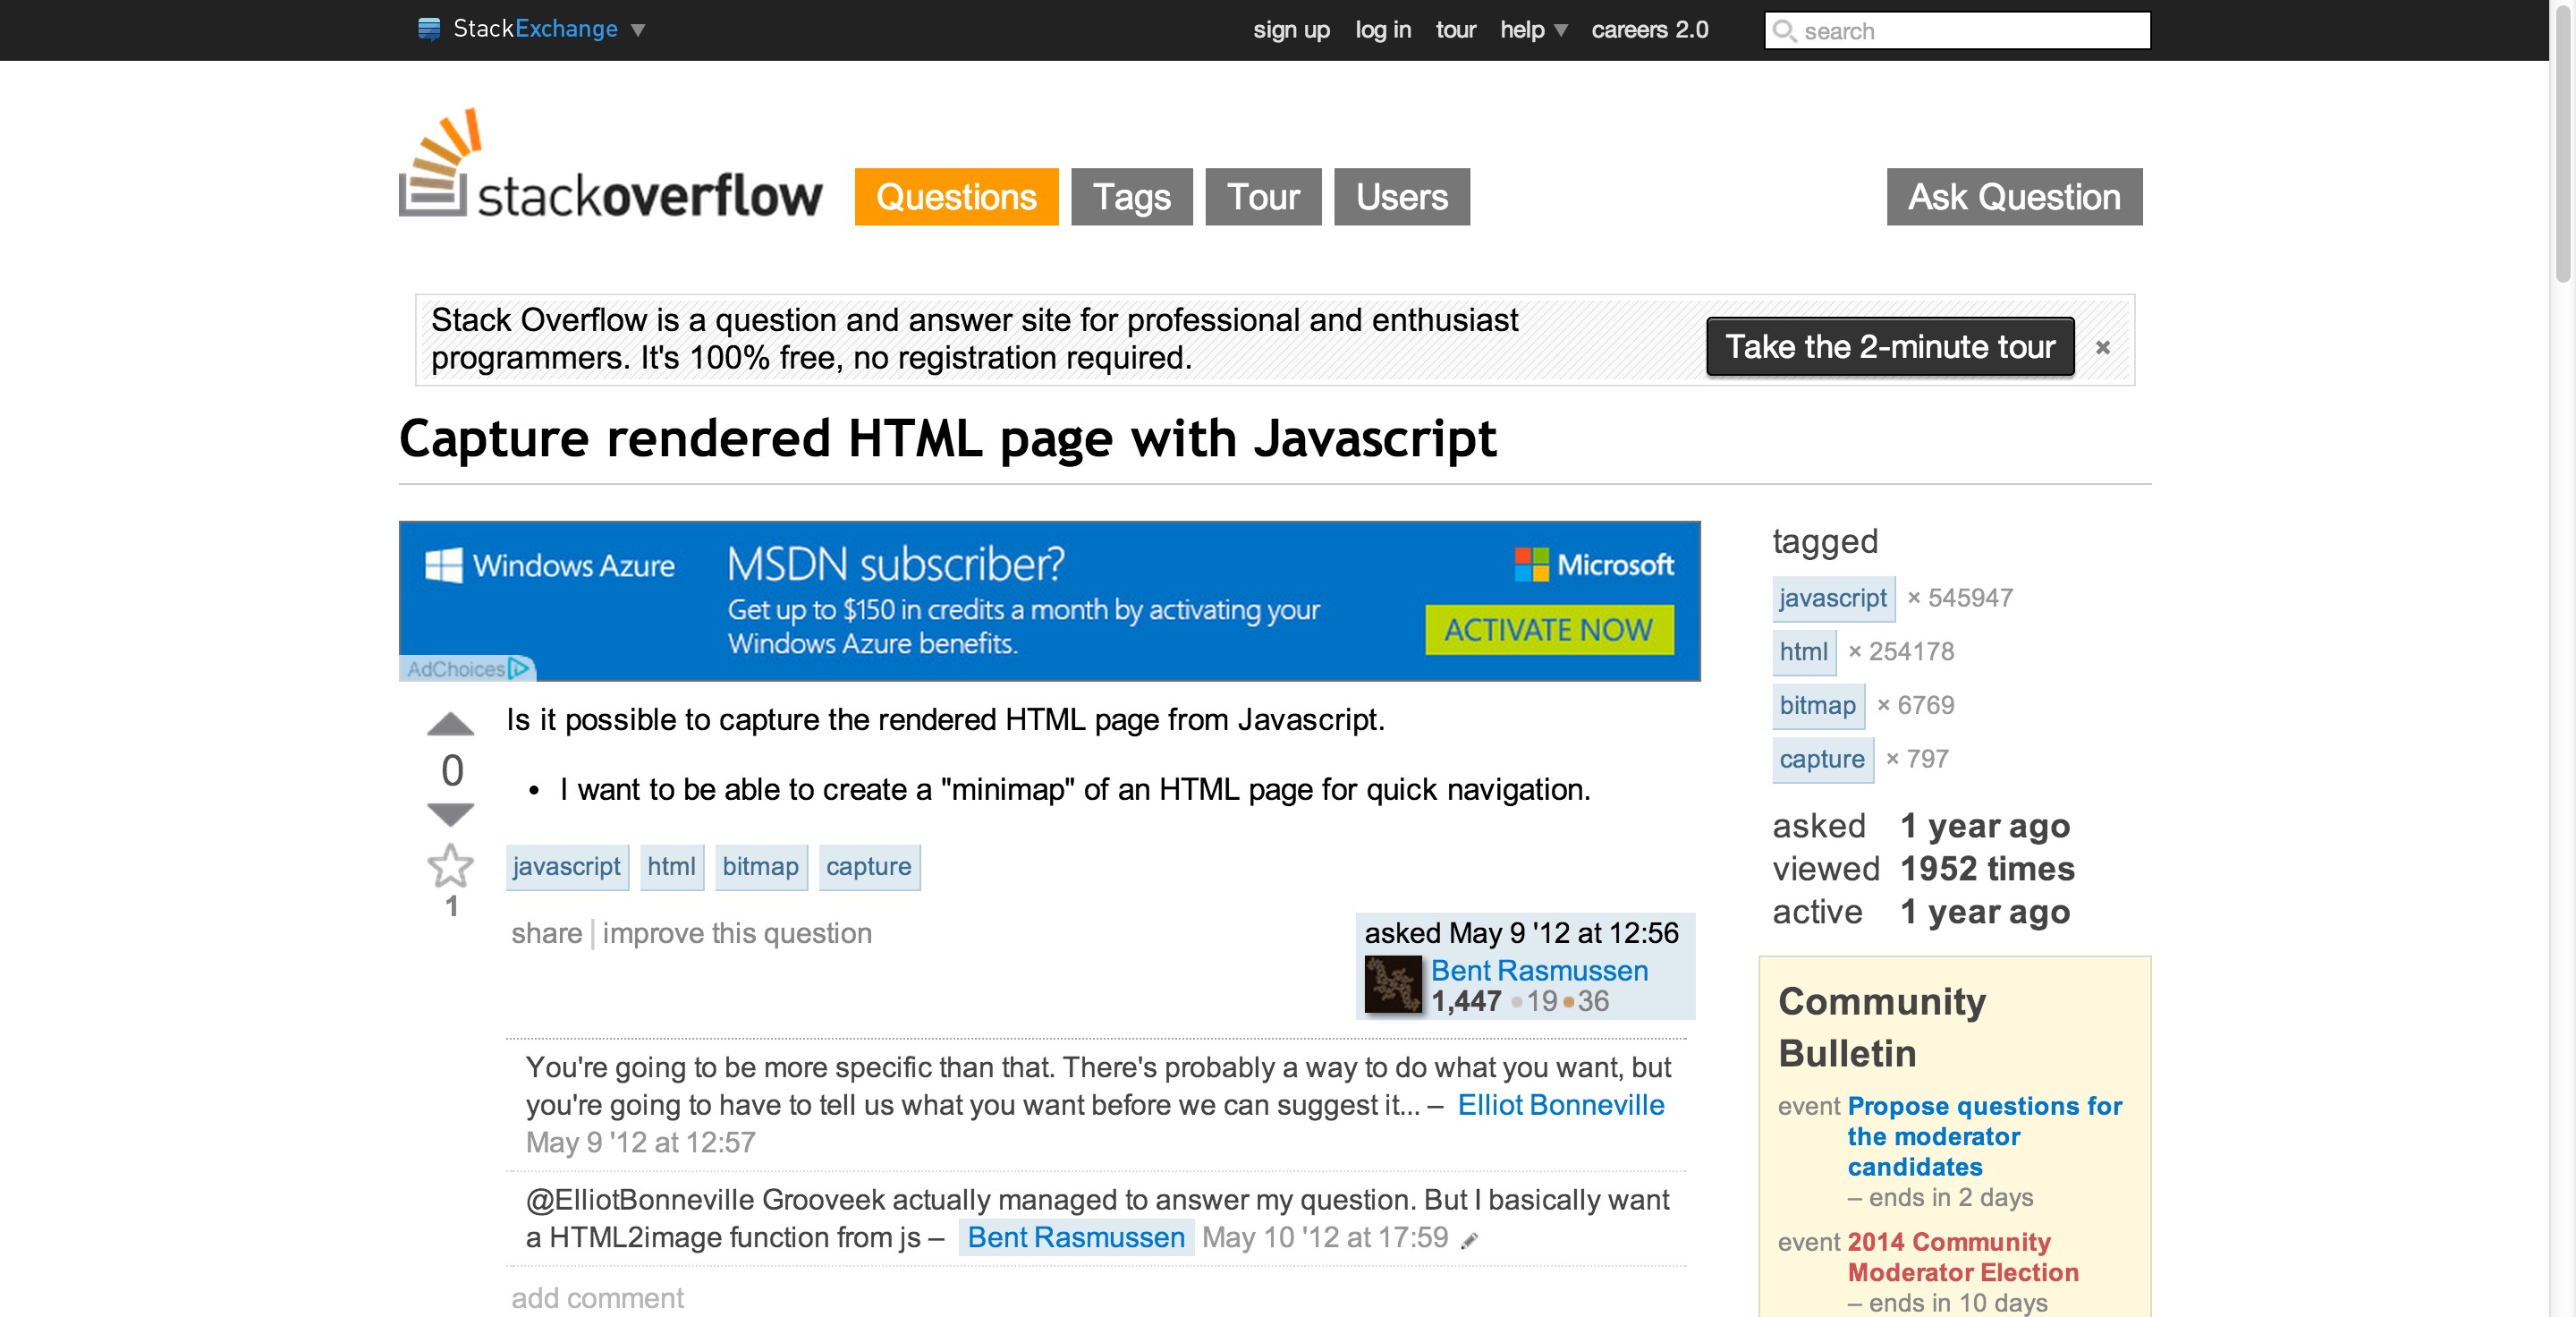 StackExchange ▼
sign up log in tour help ▼ careers 2.0
search
stackoverflow
Questions Tags Tour Users
Ask Question
Stack Overflow is a question and answer site for professional and enthusiast
programmers. It's 100% free, no registration required.
Take the 2-minute tour ×
Capture rendered HTML page with Javascript
Windows Azure
MSDN subscriber?
Get up to $150 in credits a month by activating your
Windows Azure benefits.
Microsoft
ACTIVATE NOW
AdChoices
0
1
Is it possible to capture the rendered HTML page from Javascript.
• I want to be able to create a "minimap" of an HTML page for quick navigation.
javascript html bitmap capture
share improve this question
asked May 9 '12 at 12:56
Bent Rasmussen
1,447 ●19 ●36
You're going to be more specific than that. There's probably a way to do what you want, but
you're going to have to tell us what you want before we can suggest it... – Elliot Bonneville
May 9 '12 at 12:57
@ElliotBonneville Grooveek actually managed to answer my question. But I basically want
a HTML2image function from js – Bent Rasmussen May 10 '12 at 17:59
add comment
tagged
javascript × 545947
html × 254178
bitmap × 6769
capture × 797
asked 1 year ago
viewed 1952 times
active 1 year ago
Community
Bulletin
event Propose questions for
the moderator
candidates
– ends in 2 days
event 2014 Community
Moderator Election
– ends in 10 days